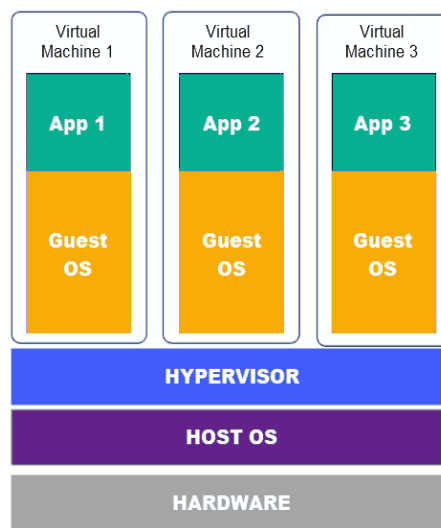 Virtual
Machine 1
Virtual
Machine 2
Virtual
Machine 3
App 1
App 2
App 3
Guest
OS
Guest
OS
Guest
OS
HYPERVISOR
HOST OS
HARDWARE